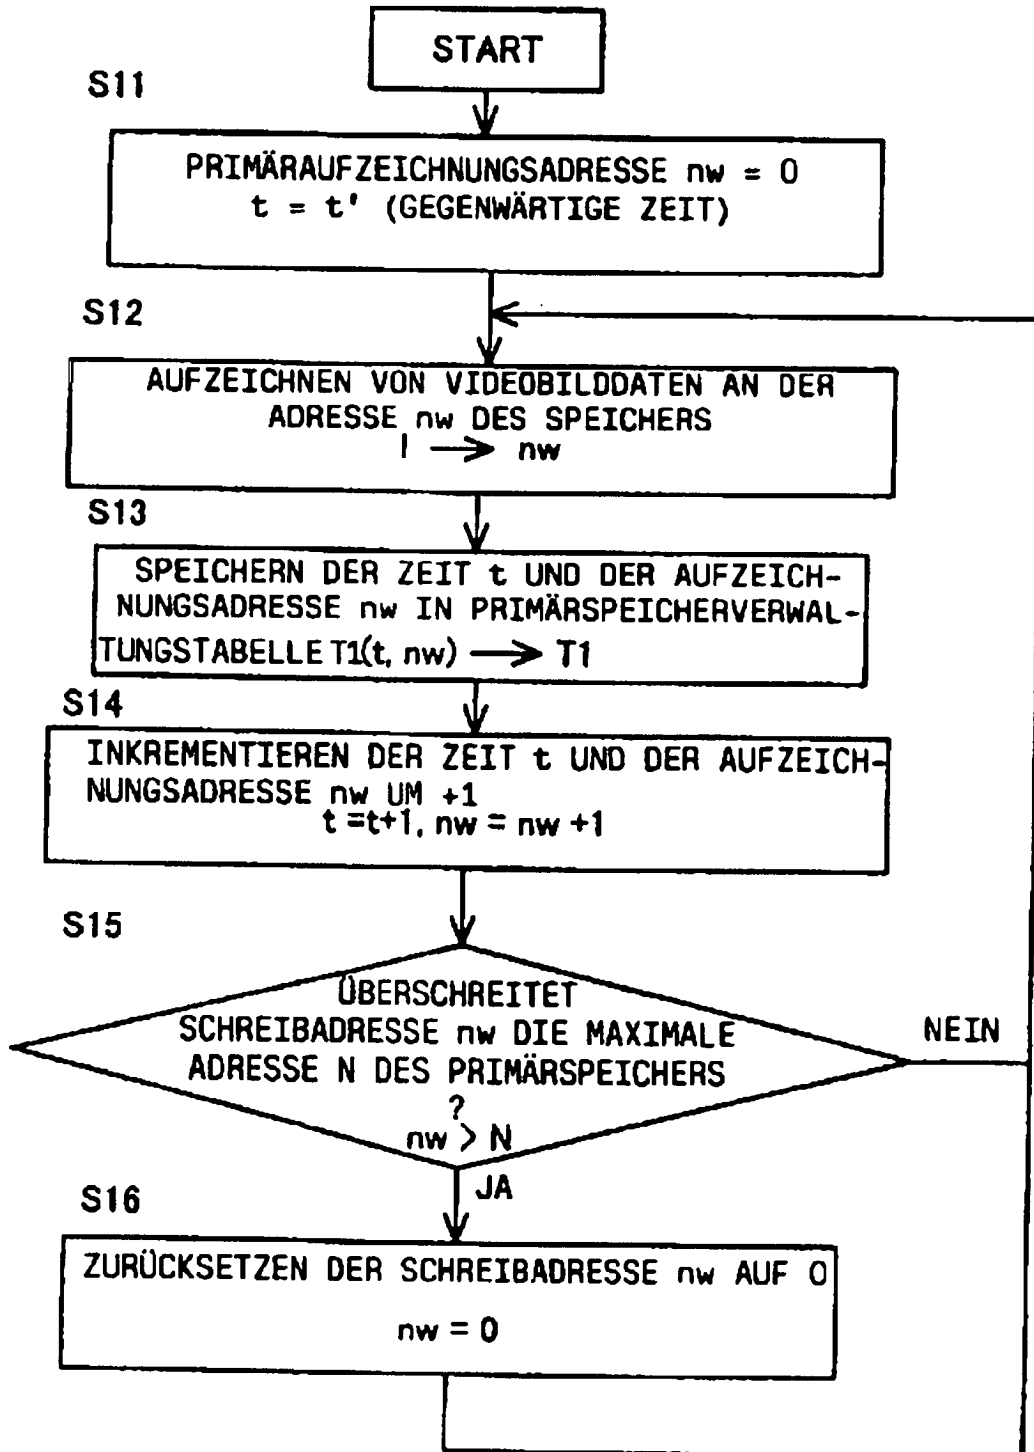 START
S11
PRIMÄRAUFZEICHNUNGSADRESSE nw = 0
t = t' (GEGENWÄRTIGE ZEIT)
S12
AUFZEICHNEN VON VIDEOBILDDATEN AN DER
ADRESSE nw DES SPEICHERS
I → nw
S13
SPEICHERN DER ZEIT t UND DER AUFZEICH-
NUNGSADRESSE nw IN PRIMÄRSPEICHERVERWAL-
TUNGSTABELLE T1(t, nw) → T1
S14
INKREMENTIEREN DER ZEIT t UND DER AUFZEICH-
NUNGSADRESSE nw UM +1
t =t+1, nw = nw +1
S15
ÜBERSCHREITET
SCHREIBADRESSE nw DIE MAXIMALE
ADRESSE N DES PRIMÄRSPEICHERS
?
nw > N
NEIN
JA
S16
ZURÜCKSETZEN DER SCHREIBADRESSE nw AUF 0
nw = 0